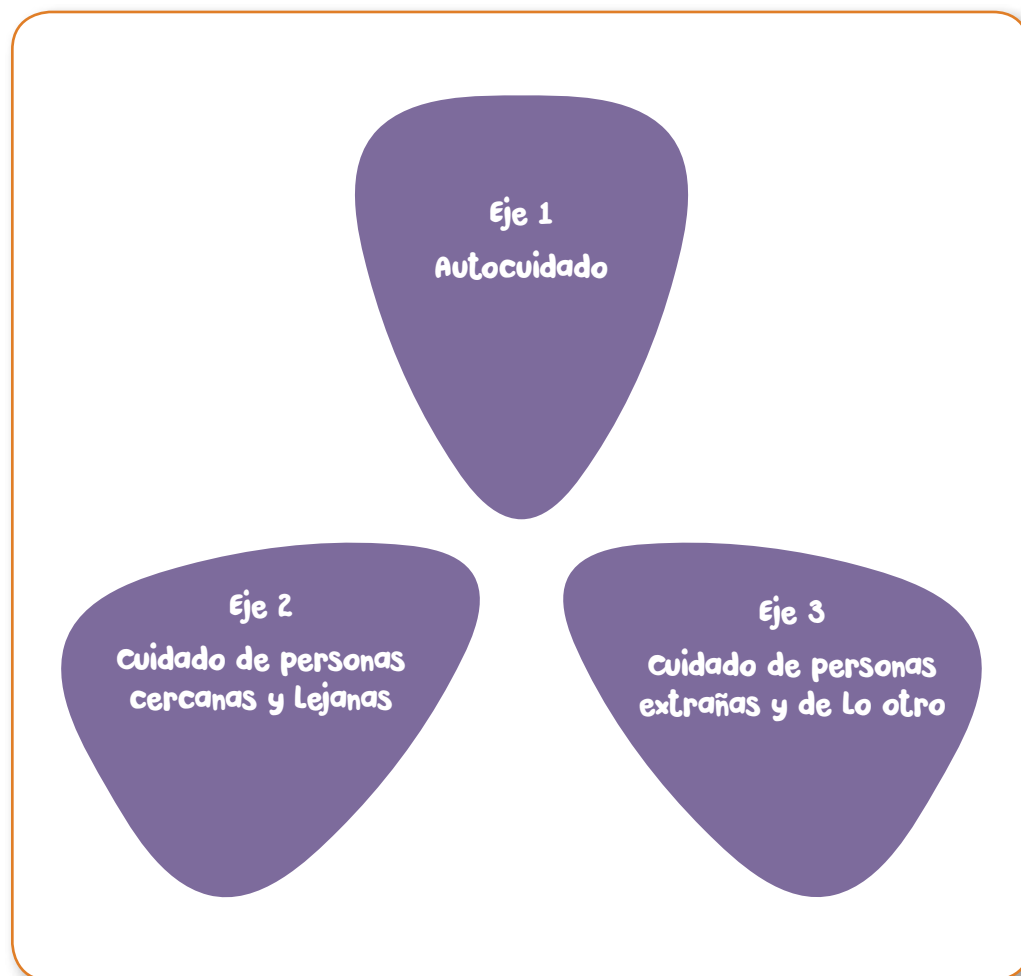 Eje 1
Autocuidado
Eje 2
Cuidado de personas
cercanas y Lejanas
Eje 3
Cuidado de personas
extrañas y de Lo otro